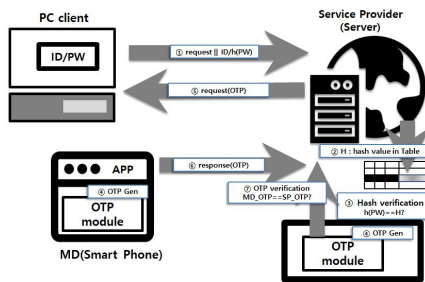 PC client
Service Provider
(Server)
ID/PW
① request || ID/h(PW)
⑤ request(OTP)
② H : hash value in Table
APP
⑥ response(OTP)
④ OTP Gen
OTP
module
MD(Smart Phone)
⑦ OTP verification
MD_OTP==SP_OTP?
③ Hash verification
h(PW)==H?
④ OTP Gen
OTP
module